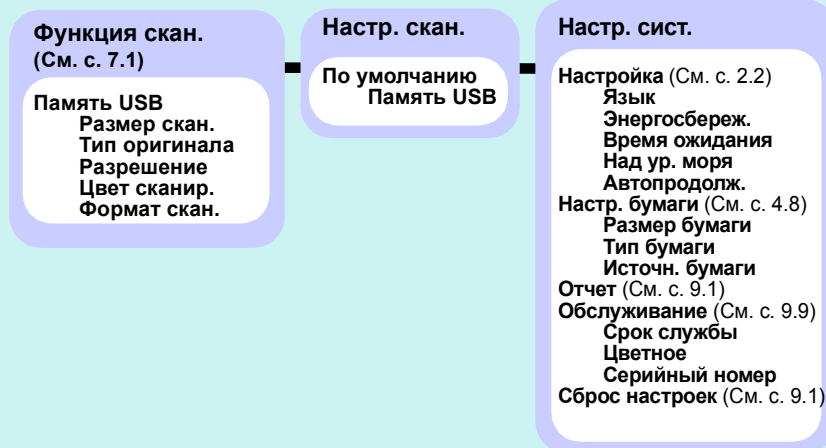 Функция скан.
(См. с. 7.1)
Память USB
Размер скан.
Тип оригинала
Разрешение
Цвет сканир.
Формат скан.
Настр. скан.
По умолчанию
Память USB
Настр. сист.
Настройка (См. с. 2.2)
Язык
Энергосбереж.
Время ожидания
Над ур. моря
Автопродолж.
Настр. бумаги (См. с. 4.8)
Размер бумаги
Тип бумаги
Источн. бумаги
Отчет (См. с. 9.1)
Обслуживание (См. с. 9.9)
Срок службы
Цветное
Серийный номер
Сброс настроек (См. с. 9.1)